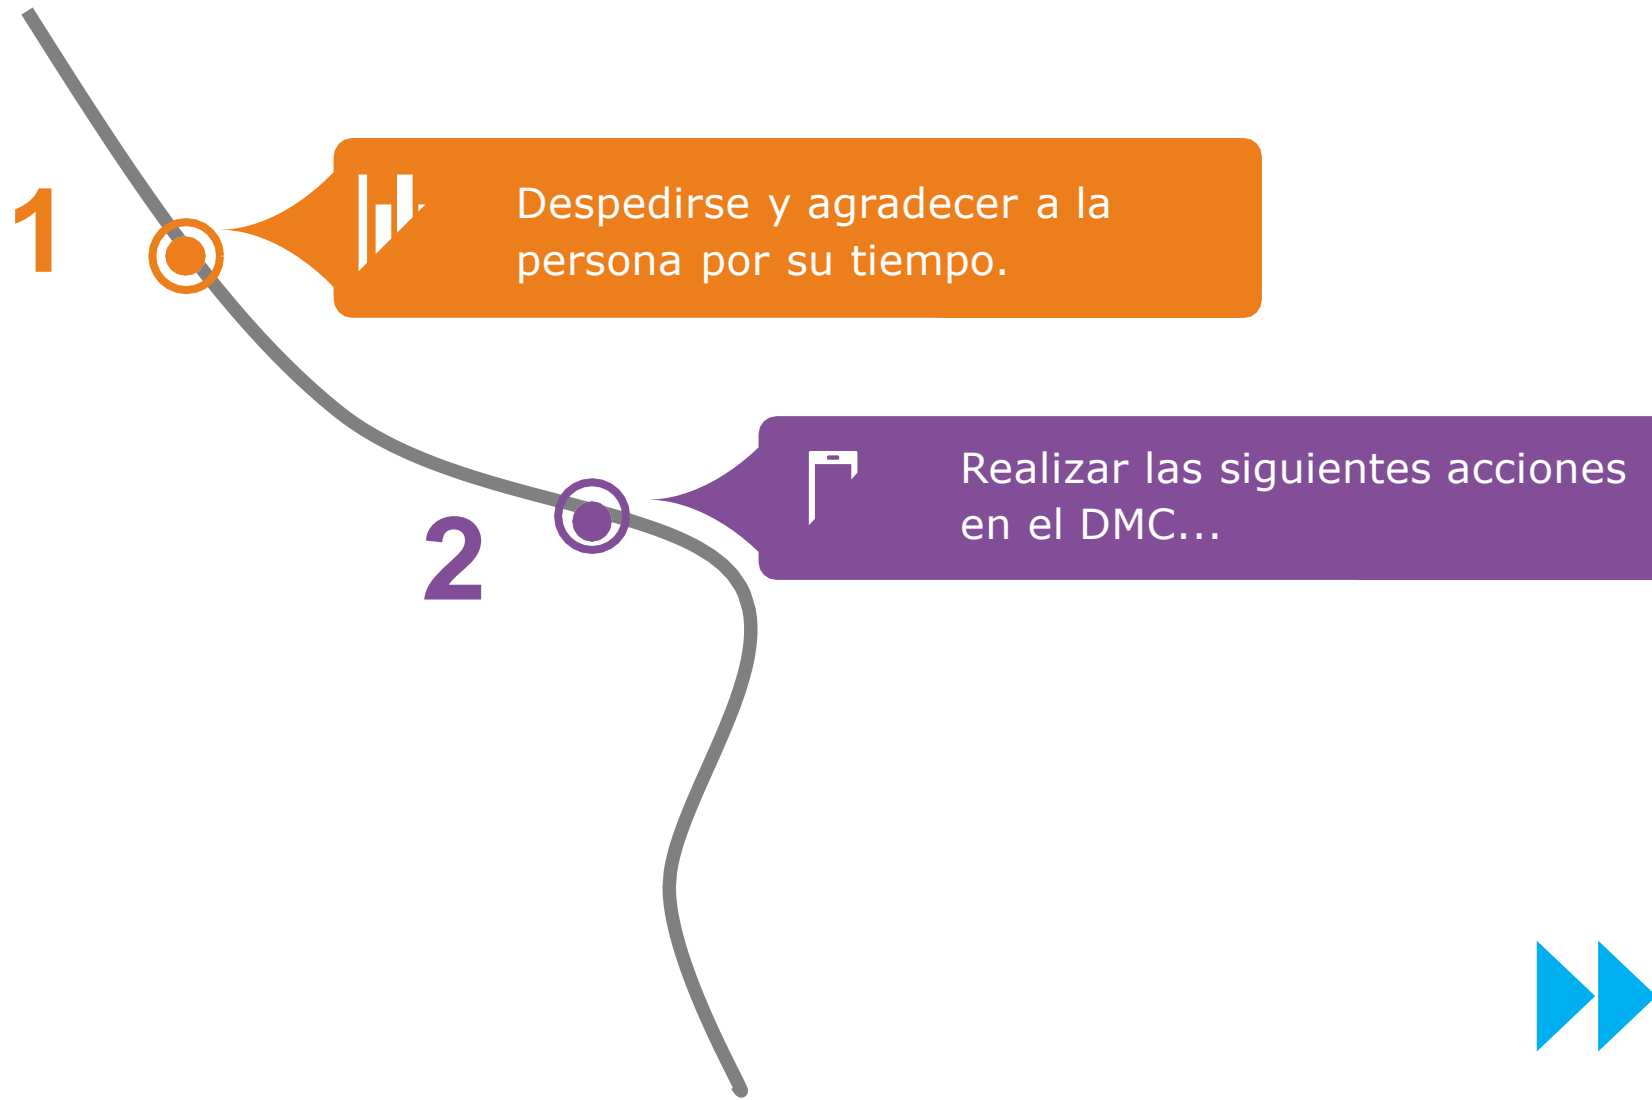 1
Despedirse y agradecer a la
persona por su tiempo.
2
Realizar las siguientes acciones
en el DMC...